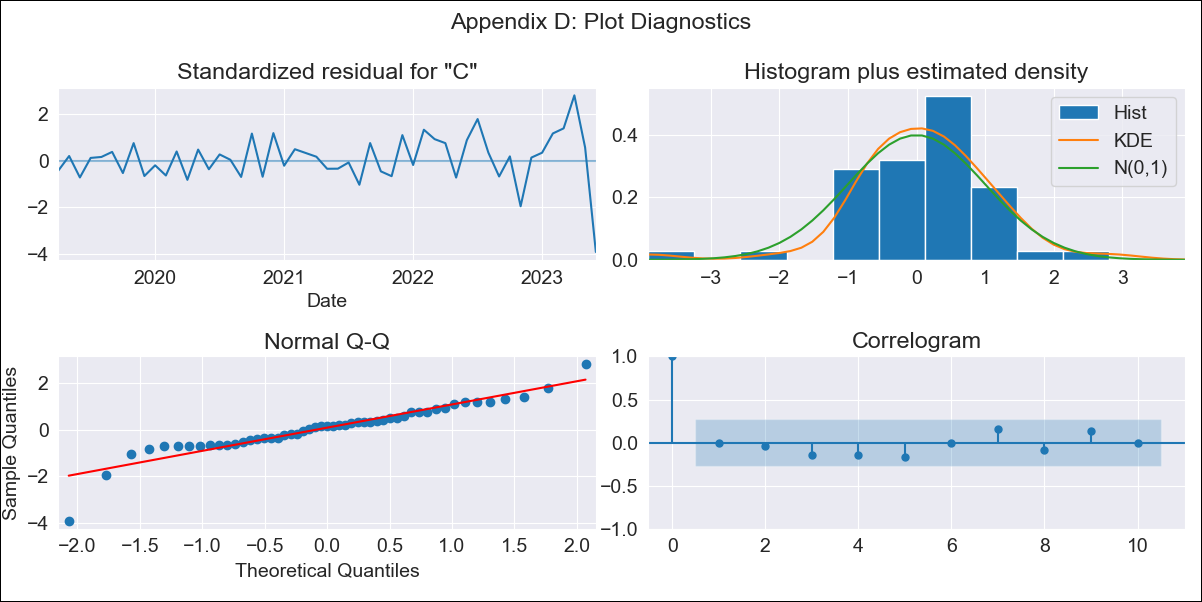 Appendix D: Plot Diagnostics
Standardized residual for "C"
2
0
−2
−4
2020 2021 2022 2023
Date
Histogram plus estimated density
Hist
KDE
N(0,1)
0.4
0.2
0.0
−3 −2 −1 0 1 2 3
Normal Q-Q
Sample Quantiles
2
0
−2
−4
−2.0 −1.5 −1.0 −0.5 0.0 0.5 1.0 1.5 2.0
Theoretical Quantiles
Correlogram
1.0
0.5
0.0
−0.5
−1.0
0 2 4 6 8 10